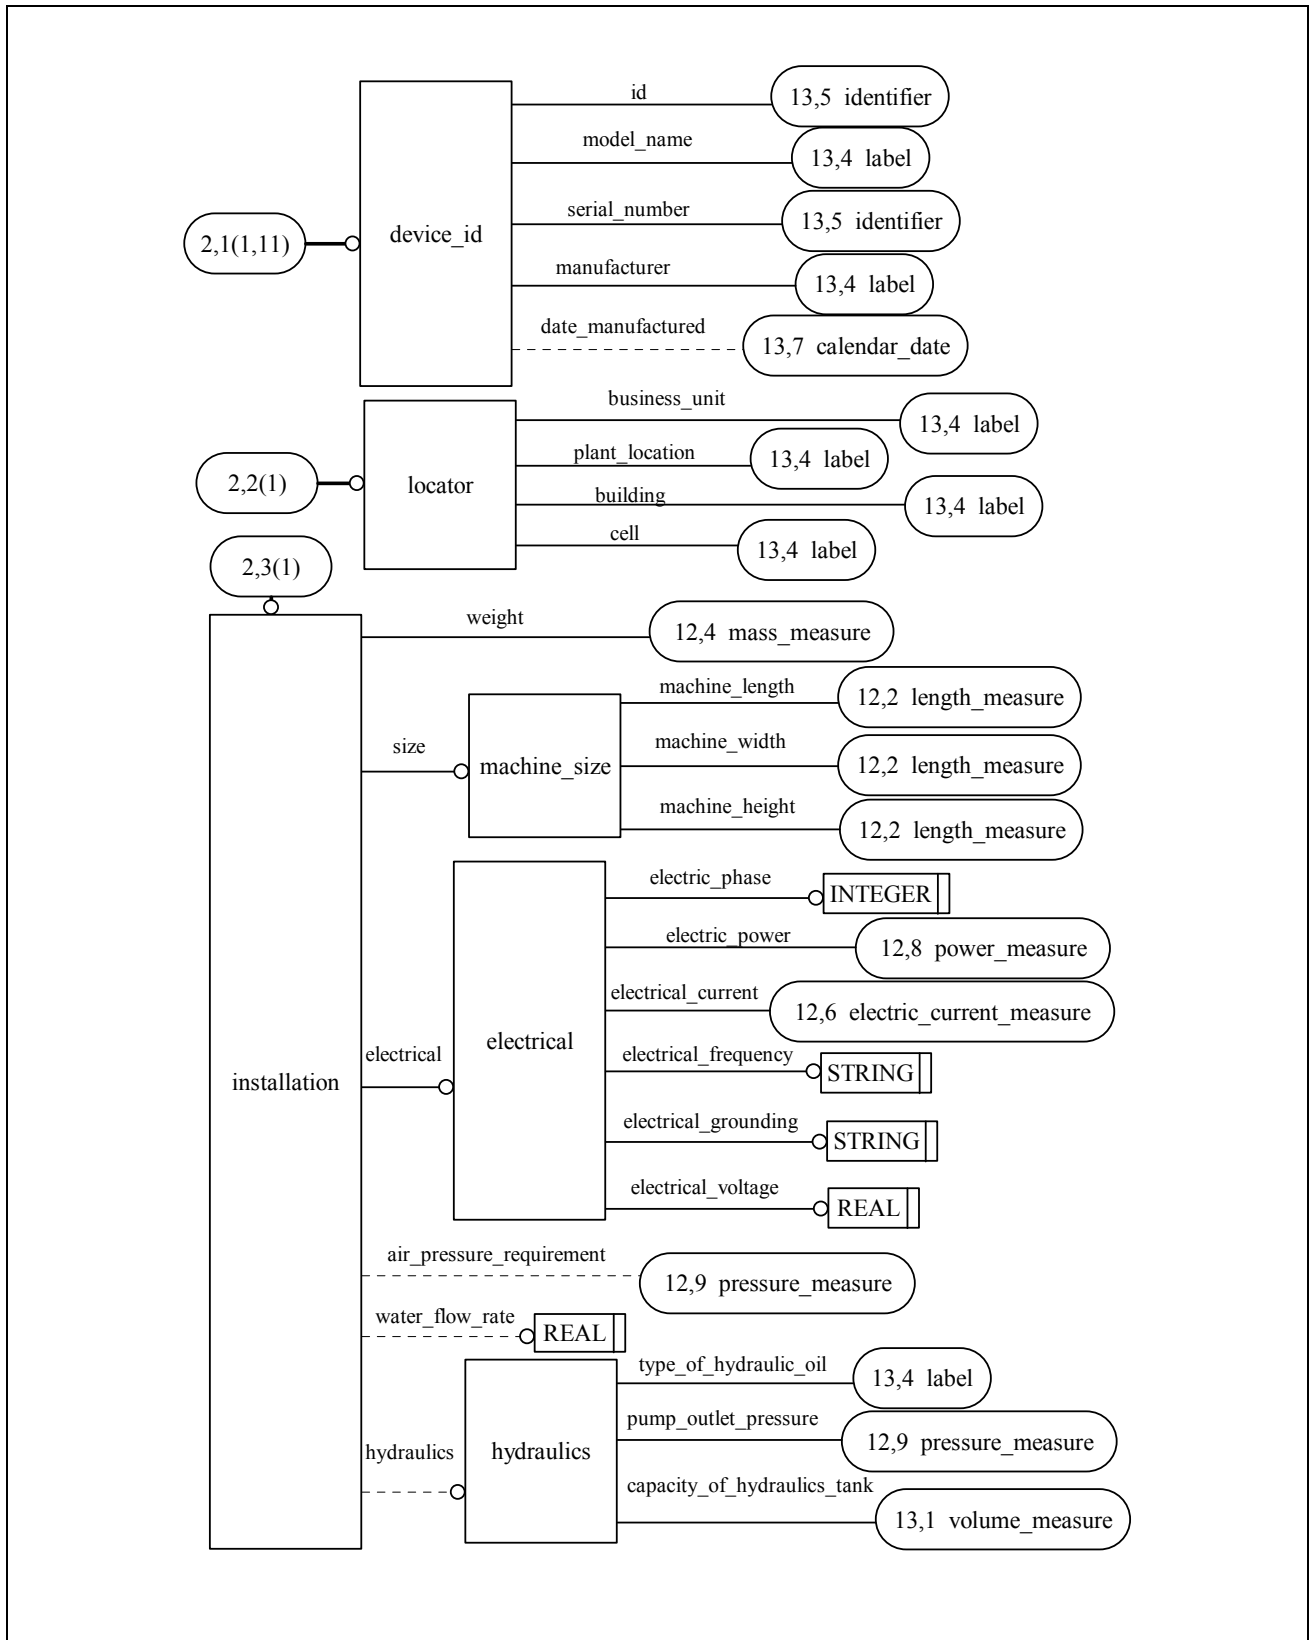 id
13,5 identifier
model_name
13,4 label
serial_number
13,5 identifier
2,1(1,11)
device_id
manufacturer
13,4 label
date_manufactured
13,7 calendar_date
business_unit
13,4 label
plant_location
13,4 label
2,2(1)
locator
building
13,4 label
cell
13,4 label
2,3(1)
weight
12,4 mass_measure
machine_length
12,2 length_measure
size
machine_size
machine_width
12,2 length_measure
machine_height
12,2 length_measure
electric_phase
INTEGER
electric_power
12,8 power_measure
electrical_current
12,6 electric_current_measure
electrical
electrical
electrical_frequency
STRING
installation
electrical_grounding
STRING
electrical_voltage
REAL
air_pressure_requirement
12,9 pressure_measure
water_flow_rate
REAL
type_of_hydraulic_oil
13,4 label
pump_outlet_pressure
12,9 pressure_measure
hydraulics
hydraulics
capacity_of_hydraulics_tank
13,1 volume_measure